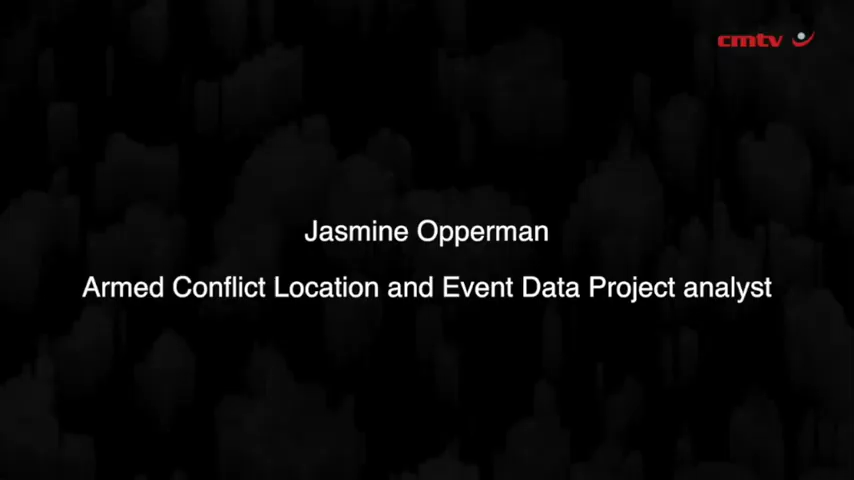 cmtv
Jasmine Opperman
Armed Conflict Location and Event Data Project analyst